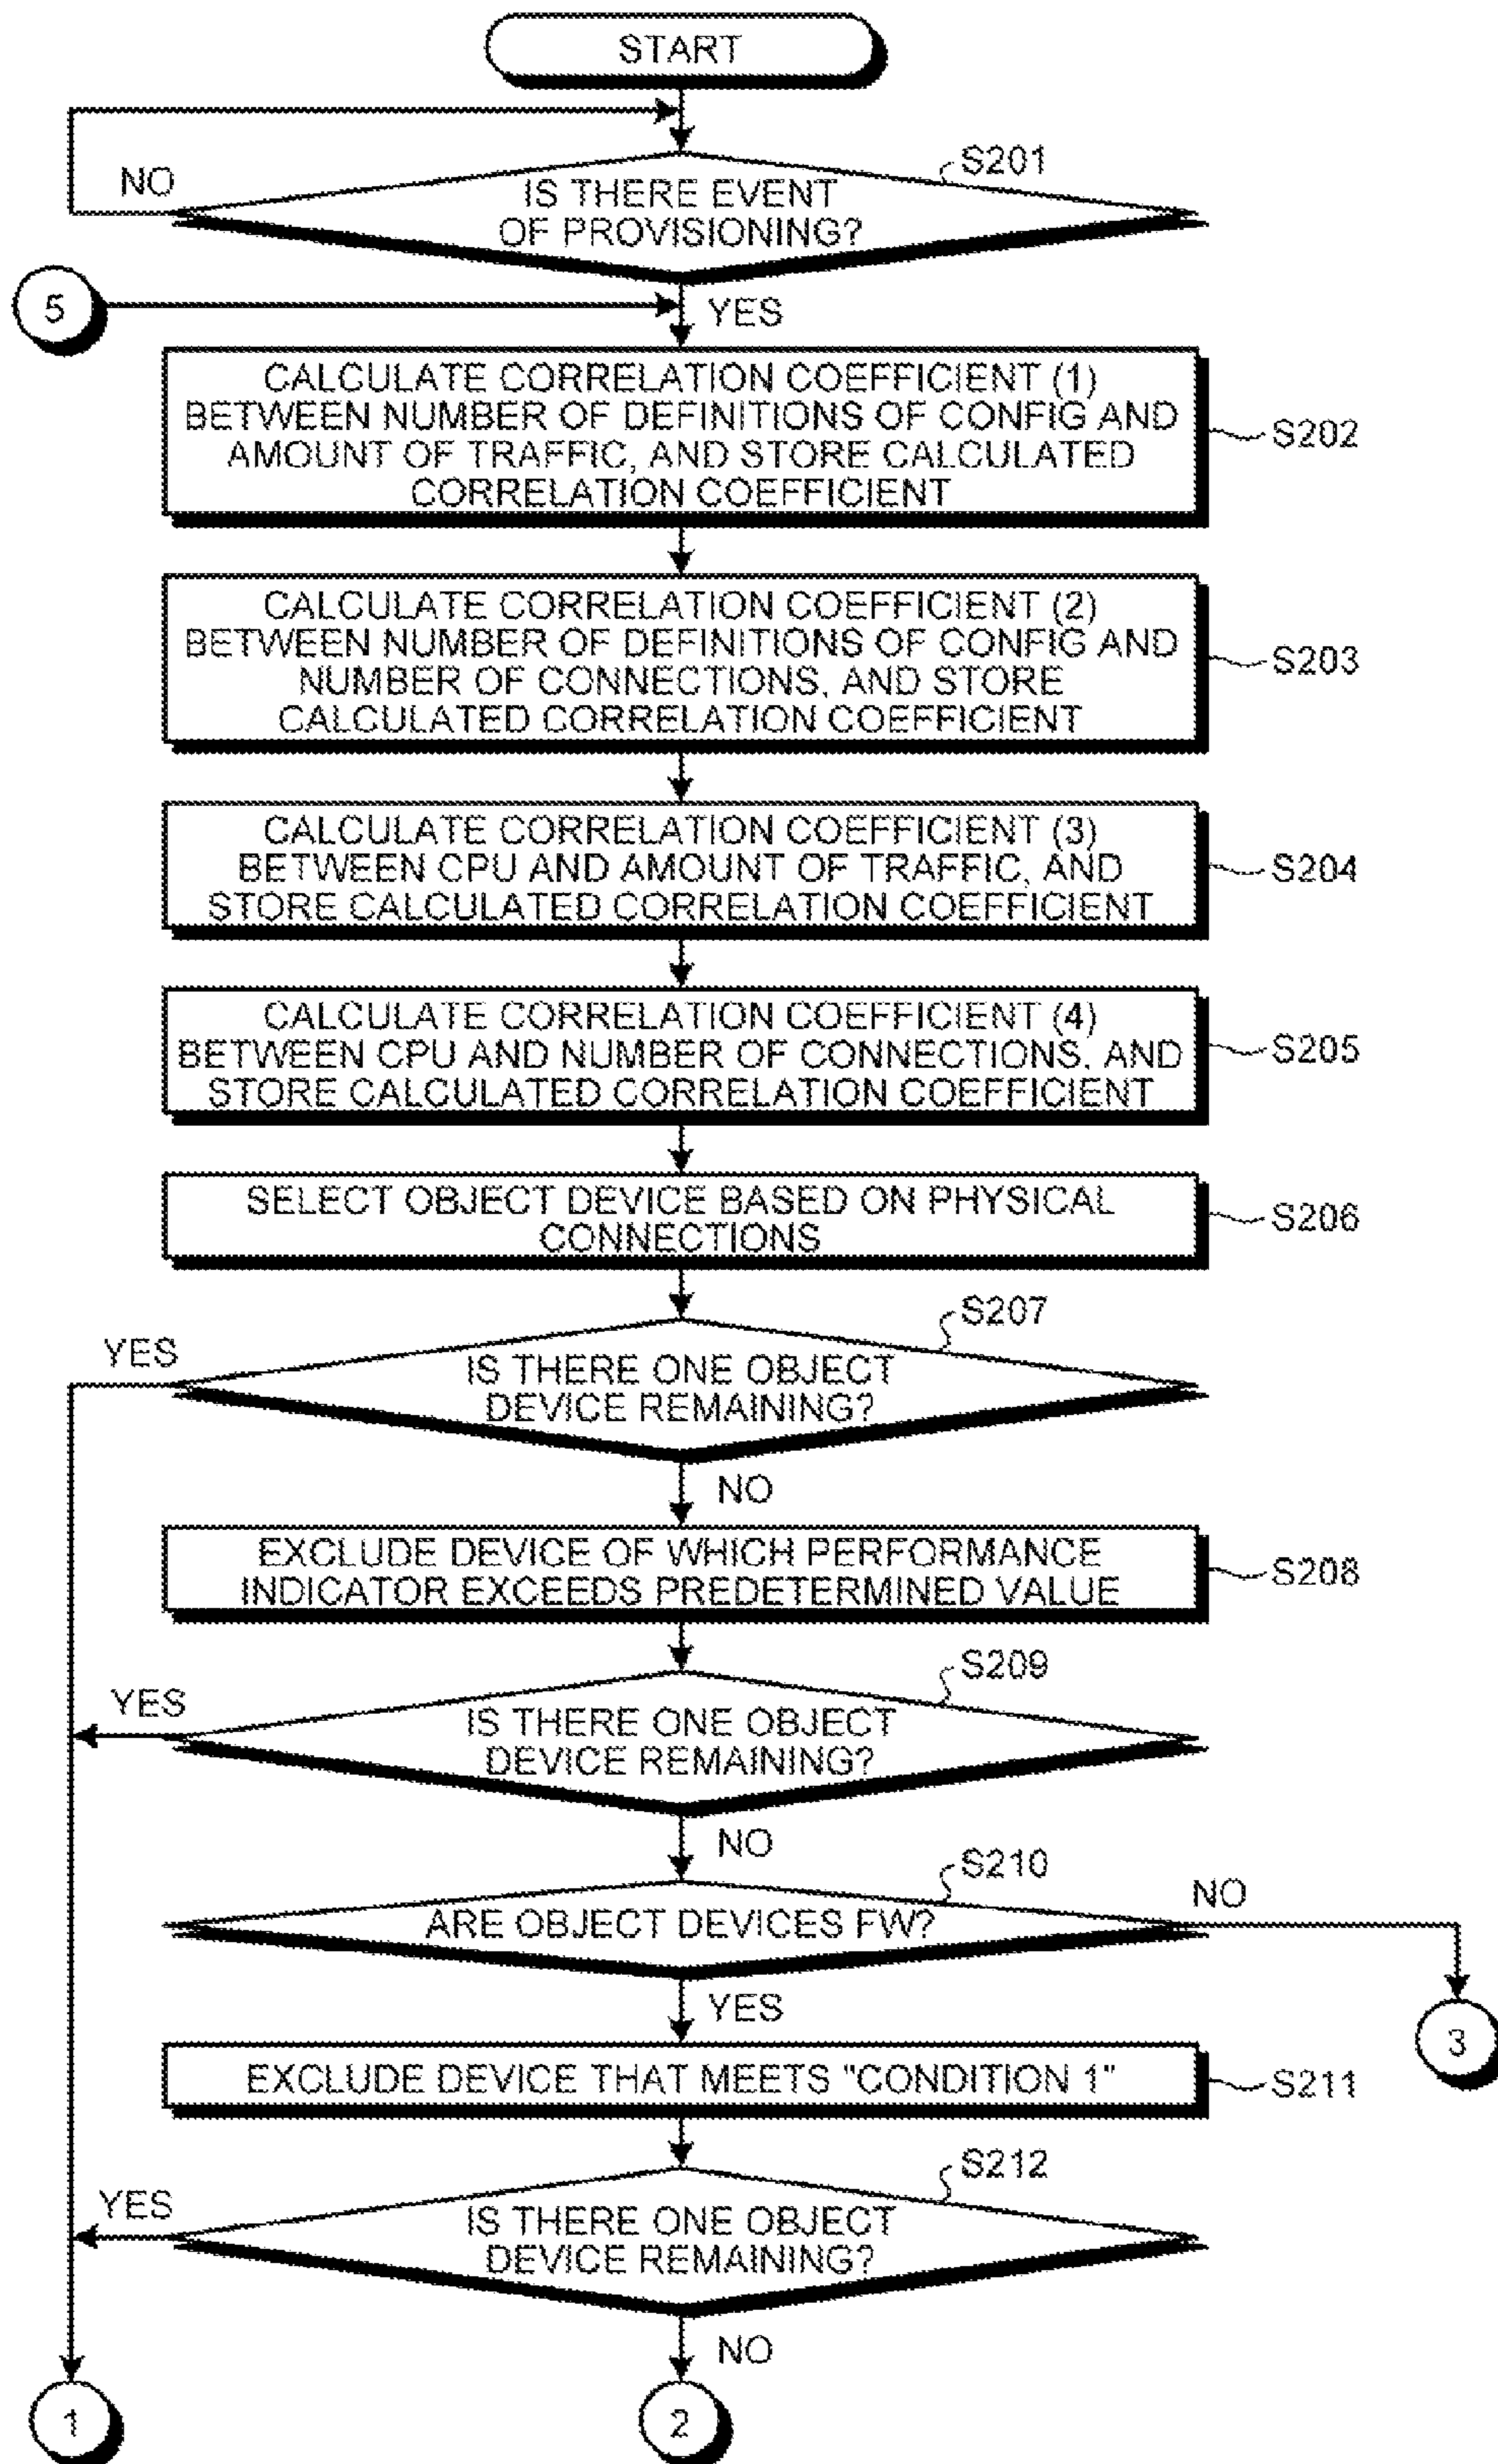 START
S201
NO
IS THERE EVENT
OF PROVISIONING?
5
YES
CALCULATE CORRELATION COEFFICIENT (1)
BETWEEN NUMBER OF DEFINITIONS OF CONFIG AND
AMOUNT OF TRAFFIC, AND STORE CALCULATED
CORRELATION COEFFICIENT
S202
CALCULATE CORRELATION COEFFICIENT (2)
BETWEEN NUMBER OF DEFINITIONS OF CONFIG AND
NUMBER OF CONNECTIONS, AND STORE
CALCULATED CORRELATION COEFFICIENT
S203
CALCULATE CORRELATION COEFFICIENT (3)
BETWEEN CPU AND AMOUNT OF TRAFFIC, AND
STORE CALCULATED CORRELATION COEFFICIENT
S204
CALCULATE CORRELATION COEFFICIENT (4)
BETWEEN CPU AND NUMBER OF CONNECTIONS, AND
STORE CALCULATED CORRELATION COEFFICIENT
S205
SELECT OBJECT DEVICE BASED ON PHYSICAL
CONNECTIONS
S206
S207
YES
IS THERE ONE OBJECT
DEVICE REMAINING?
NO
EXCLUDE DEVICE OF WHICH PERFORMANCE
INDICATOR EXCEEDS PREDETERMINED VALUE
S208
S209
YES
IS THERE ONE OBJECT
DEVICE REMAINING?
NO
S210
NO
ARE OBJECT DEVICES FW?
YES
3
EXCLUDE DEVICE THAT MEETS "CONDITION 1"
S211
S212
YES
IS THERE ONE OBJECT
DEVICE REMAINING?
NO
1
2